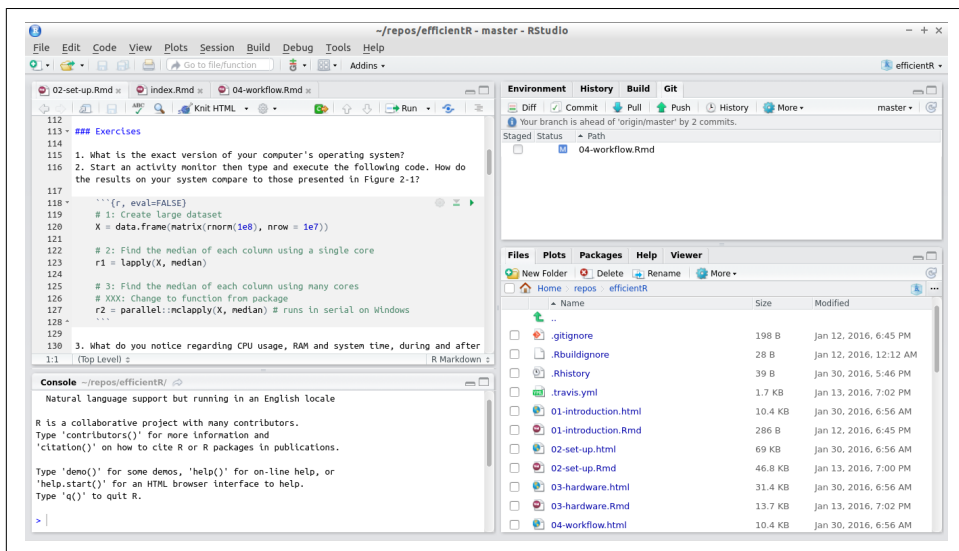 ~/repos/efficientR - master - RStudio
File Edit Code View Plots Session Build Debug Tools Help
Go to file/function Addins efficientR
02-set-up.Rmd index.Rmd 04-workflow.Rmd
ABC Knit HTML Run
112
113 ### Exercises
114
115 1. What is the exact version of your computer's operating system?
116 2. Start an activity monitor then type and execute the following code. How do
the results on your system compare to those presented in Figure 2-1?
117
118 ```{r, eval=FALSE}
119 # 1: Create large dataset
120 X = data.frame(matrix(rnorm(1e8), nrow = 1e7))
121
122 # 2: Find the median of each column using a single core
123 r1 = lapply(X, median)
124
125 # 3: Find the median of each column using many cores
126 # XXX: Change to function from package
127 r2 = parallel::mclapply(X, median) # runs in serial on Windows
128 ```
129
130 3. What do you notice regarding CPU usage, RAM and system time, during and after
1:1 (Top Level) R Markdown
Console ~/repos/efficientR/
Natural language support but running in an English locale
R is a collaborative project with many contributors.
Type 'contributors()' for more information and
'citation()' on how to cite R or R packages in publications.
Type 'demo()' for some demos, 'help()' for on-line help, or
'help.start()' for an HTML browser interface to help.
Type 'q()' to quit R.
>
Environment History Build Git
Diff Commit Pull Push History More master
Your branch is ahead of 'origin/master' by 2 commits.
Staged Status Path
M 04-workflow.Rmd
Files Plots Packages Help Viewer
New Folder Delete Rename More
Home repos efficientR ...
Name Size Modified
..
.gitignore 198 B Jan 12, 2016, 6:45 PM
.Rbuildignore 28 B Jan 12, 2016, 12:12 AM
.Rhistory 39 B Jan 30, 2016, 5:46 PM
.travis.yml 1.7 KB Jan 13, 2016, 7:02 PM
01-introduction.html 10.4 KB Jan 30, 2016, 6:56 AM
01-introduction.Rmd 286 B Jan 12, 2016, 6:45 PM
02-set-up.html 69 KB Jan 30, 2016, 6:56 AM
02-set-up.Rmd 46.8 KB Jan 13, 2016, 7:00 PM
03-hardware.html 31.4 KB Jan 30, 2016, 6:56 AM
03-hardware.Rmd 13.7 KB Jan 13, 2016, 7:02 PM
04-workflow.html 10.4 KB Jan 30, 2016, 6:56 AM